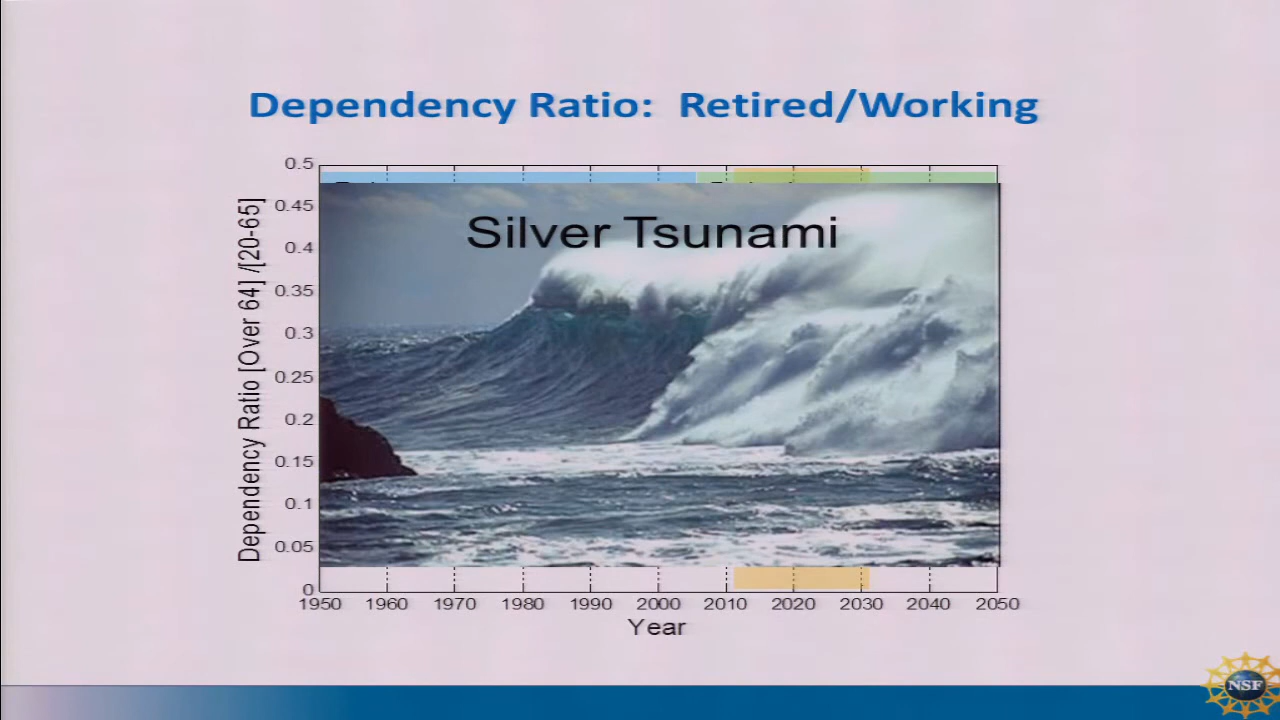 Dependency Ratio: Retired/Working
Dependency Ratio [Over 64] /[20-65]
0.5
0.45
0.4
0.35
0.3
0.25
0.2
0.15
0.1
0.05
0
Silver Tsunami
1950 1960 1970 1980 1990 2000 2010 2020 2030 2040 2050
Year
NSF